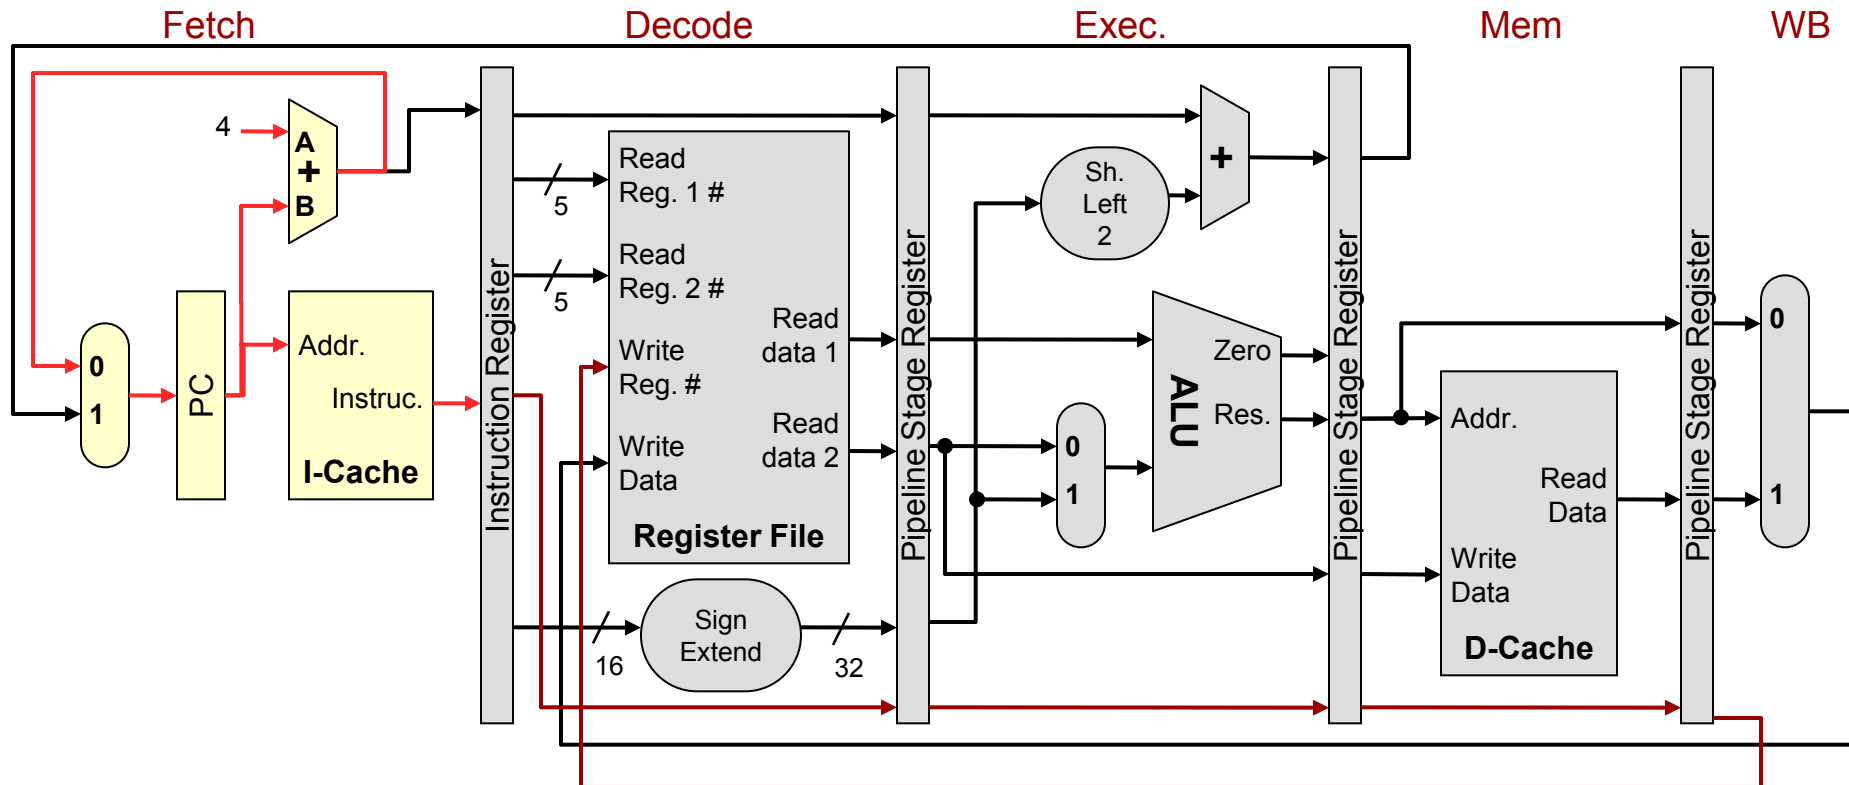 Fetch
Decode
Exec.
Mem
WB
4
A
+
B
0
1
PC
Addr.
Instruc.
I-Cache
Instruction Register
5
5
Read
Reg. 1 #
Read
Reg. 2 #
Write
Reg. #
Write
Data
Read
data 1
Read
data 2
Register File
16
Sign
Extend
32
Pipeline Stage Register
Sh.
Left
2
+
0
1
ALU
Zero
Res.
Pipeline Stage Register
Addr.
Read
Data
Write
Data
D-Cache
Pipeline Stage Register
0
1